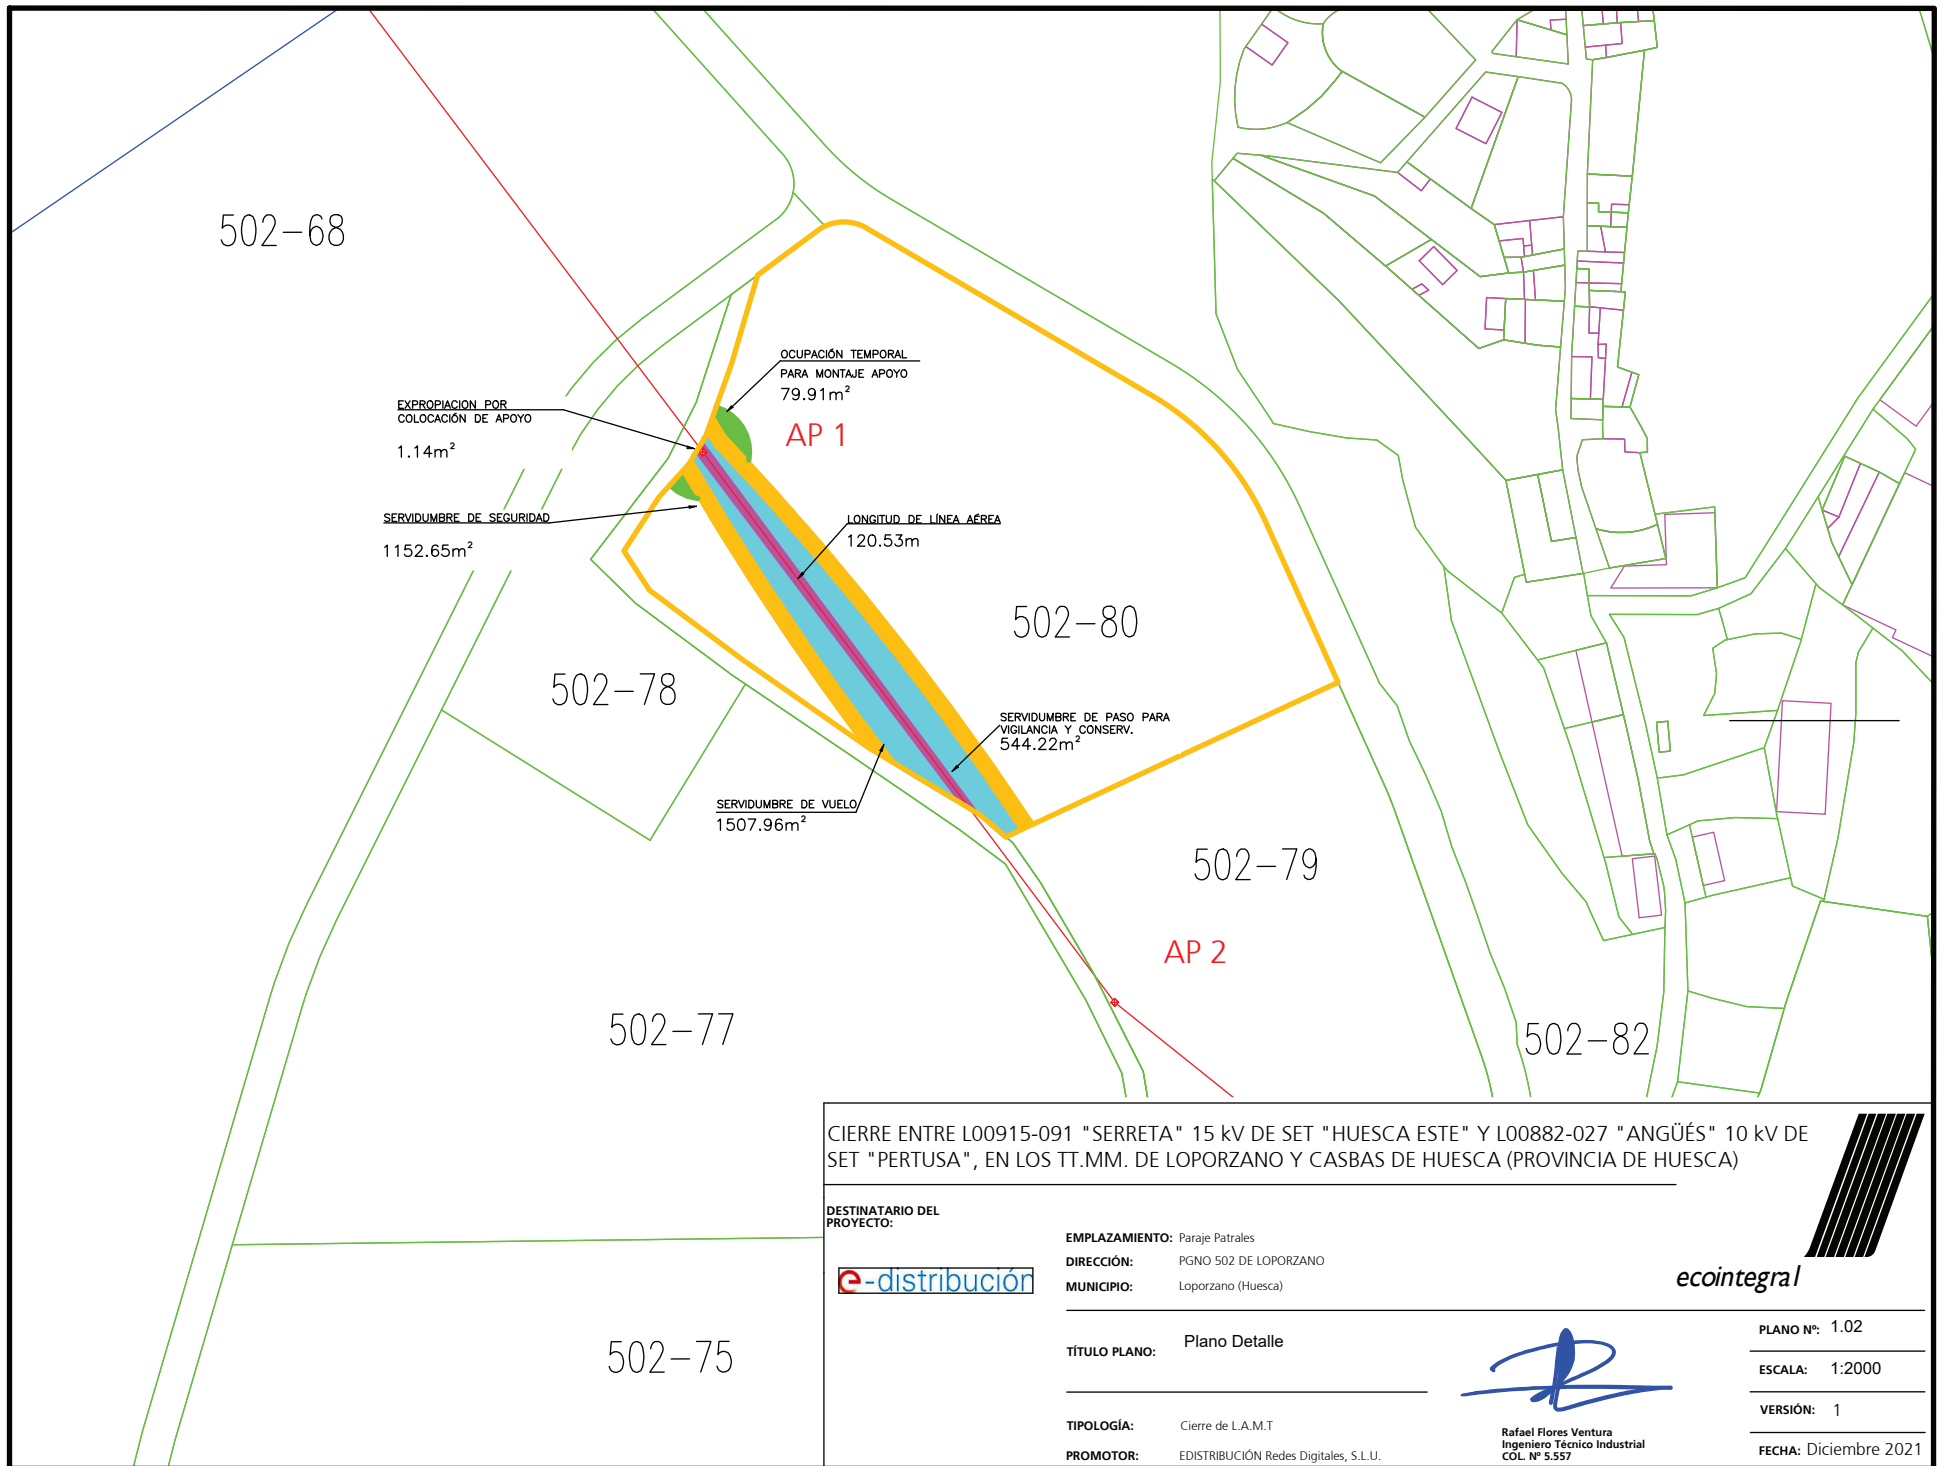 502-68
OCUPACIÓN TEMPORAL
PARA MONTAJE APOYO
79.91m²
EXPROPIACION POR
COLOCACIÓN DE APOYO
1.14m²
AP 1
SERVIDUMBRE DE SEGURIDAD
1152.65m²
LONGITUD DE LÍNEA AÉREA
120.53m
502-80
502-78
SERVIDUMBRE DE PASO PARA
VIGILANCIA Y CONSERV.
544.22m²
SERVIDUMBRE DE VUELO
1507.96m²
502-79
AP 2
502-77
502-82
502-75
CIERRE ENTRE L00915-091 "SERRETA" 15 kV DE SET "HUESCA ESTE" Y L00882-027 "ANGÜÉS" 10 kV DE
SET "PERTUSA", EN LOS TT.MM. DE LOPORZANO Y CASBAS DE HUESCA (PROVINCIA DE HUESCA)
DESTINATARIO DEL
PROYECTO:
e-distribución
EMPLAZAMIENTO: Paraje Patrales
DIRECCIÓN: PGNO 502 DE LOPORZANO
MUNICIPIO: Loporzano (Huesca)
ecointegral
TÍTULO PLANO: Plano Detalle
TIPOLOGÍA: Cierre de L.A.M.T
PROMOTOR: EDISTRIBUCIÓN Redes Digitales, S.L.U.
Rafael Flores Ventura
Ingeniero Técnico Industrial
COL. Nº 5.557
PLANO Nº: 1.02
ESCALA: 1:2000
VERSIÓN: 1
FECHA: Diciembre 2021